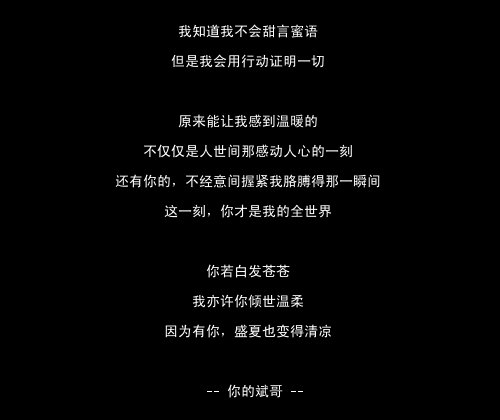 我知道我不会甜言蜜语
但是我会用行动证明一切
原来能让我感到温暖的
不仅仅是人世间那感动人心的一刻
还有你的，不经意间握紧我胳膊得那一瞬间
这一刻，你才是我的全世界
你若白发苍苍
我亦许你倾世温柔
因为有你，盛夏也变得清凉
-- 你的斌哥 --